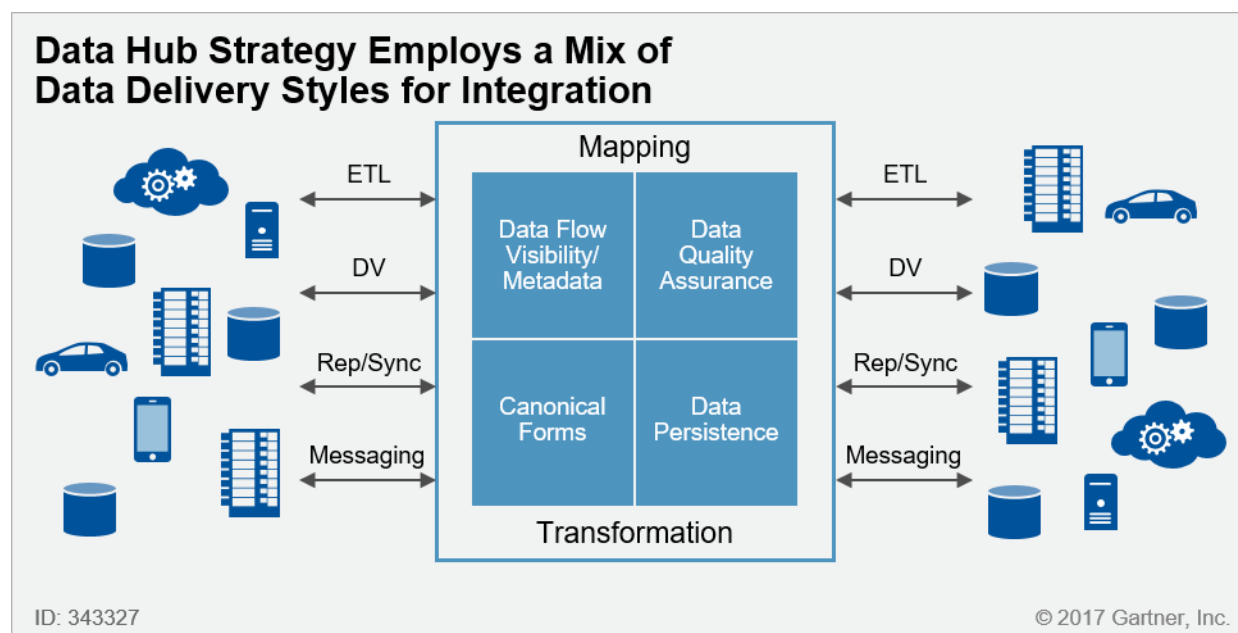 Data Hub Strategy Employs a Mix of
Data Delivery Styles for Integration
Mapping
ETL
DV
Rep/Sync
Messaging
Data Flow
Visibility/
Metadata
Data
Quality
Assurance
Canonical
Forms
Data
Persistence
Transformation
ETL
DV
Rep/Sync
Messaging
ID: 343327
© 2017 Gartner, Inc.